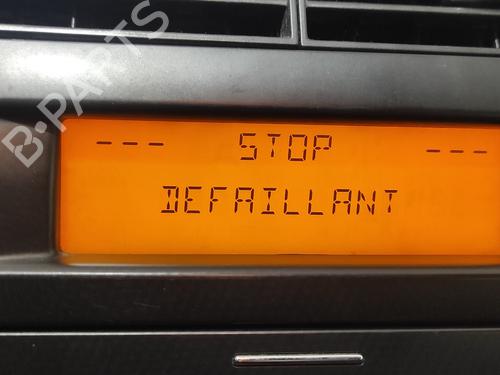 B-PARTS
--- STOP ---
DEFAILLANT